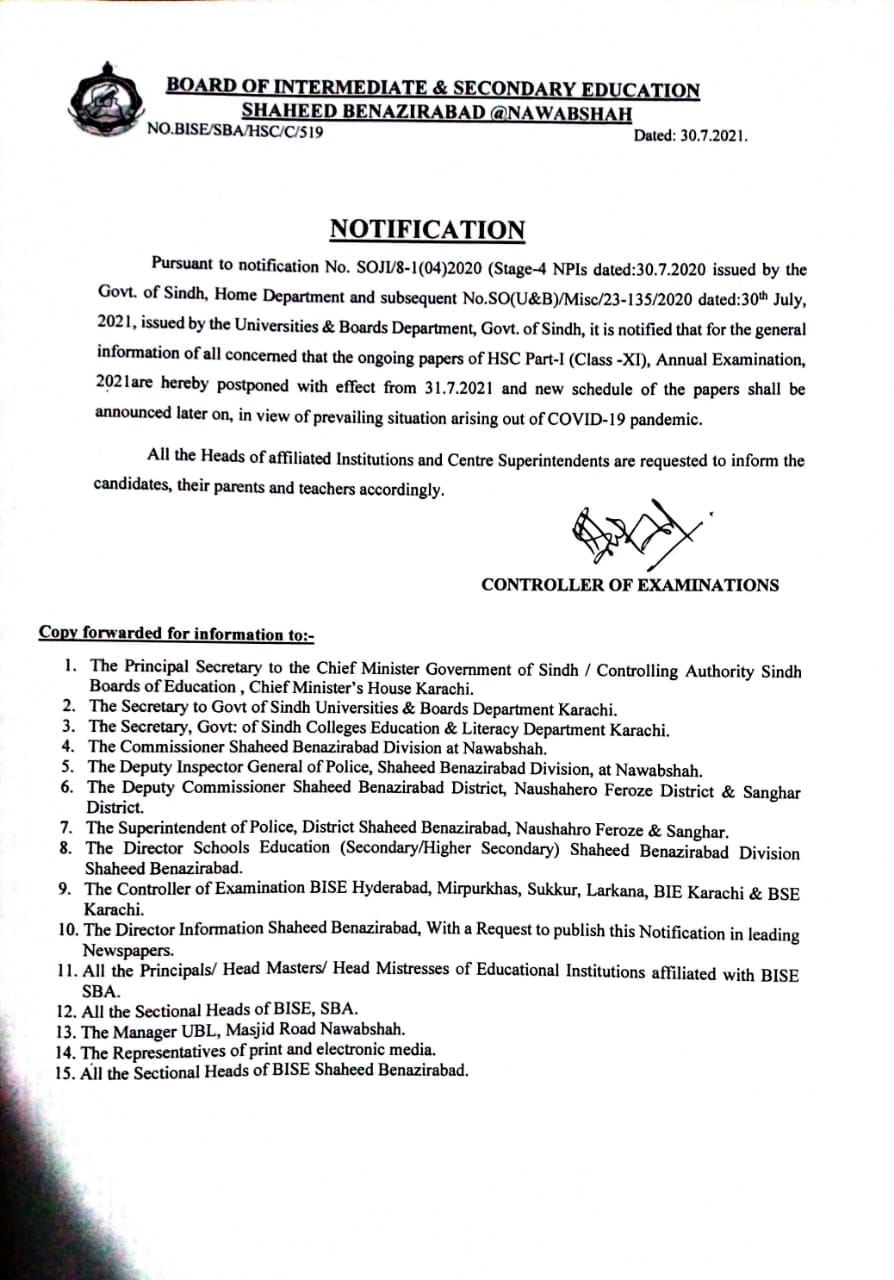 BOARD OF INTERMEDIATE & SECONDARY EDUCATION
SHAHEED BENAZIRABAD @NAWABSHAH
NO.BISE/SBA/HSC/C/519
Dated: 30.7.2021.
NOTIFICATION
Pursuant to notification No. SOJI/8-1(04)2020 (Stage-4 NPIs dated:30.7.2020 issued by the
Govt. of Sindh, Home Department and subsequent No.SO(U&B)/Misc/23-135/2020 dated:30th July,
2021, issued by the Universities & Boards Department, Govt. of Sindh, it is notified that for the general
information of all concerned that the ongoing papers of HSC Part-I (Class -XI), Annual Examination,
2021are hereby postponed with effect from 31.7.2021 and new schedule of the papers shall be
announced later on, in view of prevailing situation arising out of COVID-19 pandemic.
All the Heads of affiliated Institutions and Centre Superintendents are requested to inform the
candidates, their parents and teachers accordingly.
CONTROLLER OF EXAMINATIONS
Copy forwarded for information to:-
1. The Principal Secretary to the Chief Minister Government of Sindh / Controlling Authority Sindh
Boards of Education , Chief Minister's House Karachi.
2. The Secretary to Govt of Sindh Universities & Boards Department Karachi.
3. The Secretary, Govt: of Sindh Colleges Education & Literacy Department Karachi.
4. The Commissioner Shaheed Benazirabad Division at Nawabshah.
5. The Deputy Inspector General of Police, Shaheed Benazirabad Division, at Nawabshah.
6. The Deputy Commissioner Shaheed Benazirabad District, Naushahero Feroze District & Sanghar
District.
7. The Superintendent of Police, District Shaheed Benazirabad, Naushahro Feroze & Sanghar.
8. The Director Schools Education (Secondary/Higher Secondary) Shaheed Benazirabad Division
Shaheed Benazirabad.
9. The Controller of Examination BISE Hyderabad, Mirpurkhas, Sukkur, Larkana, BIE Karachi & BSE
Karachi.
10. The Director Information Shaheed Benazirabad, With a Request to publish this Notification in leading
Newspapers.
11. All the Principals/ Head Masters/ Head Mistresses of Educational Institutions affiliated with BISE
SBA.
12. All the Sectional Heads of BISE, SBA.
13. The Manager UBL, Masjid Road Nawabshah.
14. The Representatives of print and electronic media.
15. All the Sectional Heads of BISE Shaheed Benazirabad.